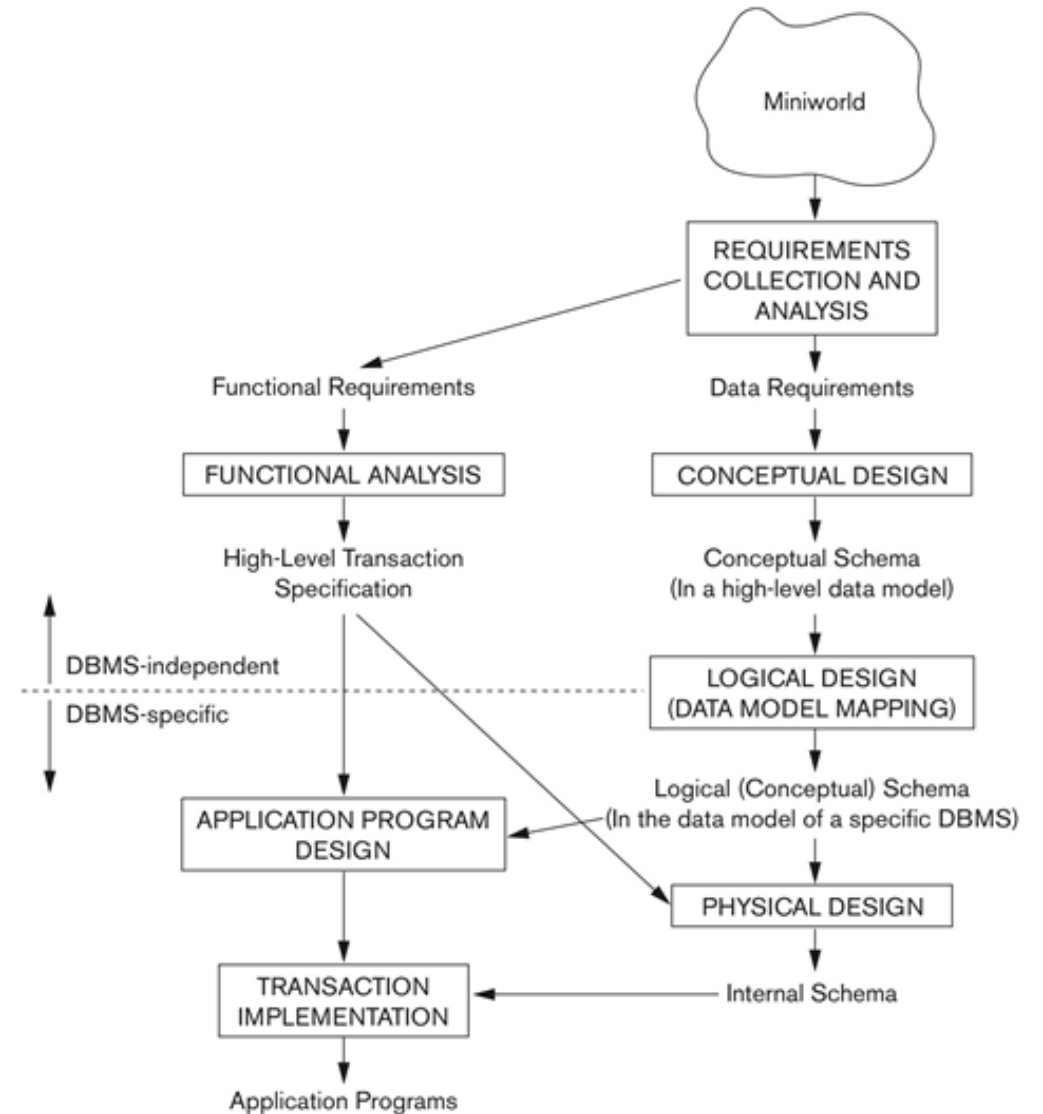 Miniworld
REQUIREMENTS
COLLECTION AND
ANALYSIS
Functional Requirements
Data Requirements
FUNCTIONAL ANALYSIS
CONCEPTUAL DESIGN
High-Level Transaction
Specification
Conceptual Schema
(In a high-level data model)
DBMS-independent
DBMS-specific
LOGICAL DESIGN
(DATA MODEL MAPPING)
Logical (Conceptual) Schema
(In the data model of a specific DBMS)
APPLICATION PROGRAM
DESIGN
PHYSICAL DESIGN
TRANSACTION
IMPLEMENTATION
Internal Schema
Application Programs